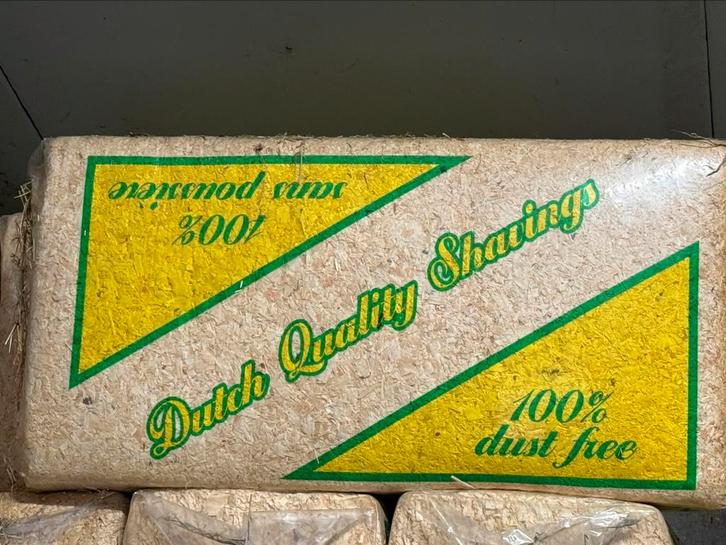 100%
sans poussière
Dutch Quality Shavings
100%
dust free